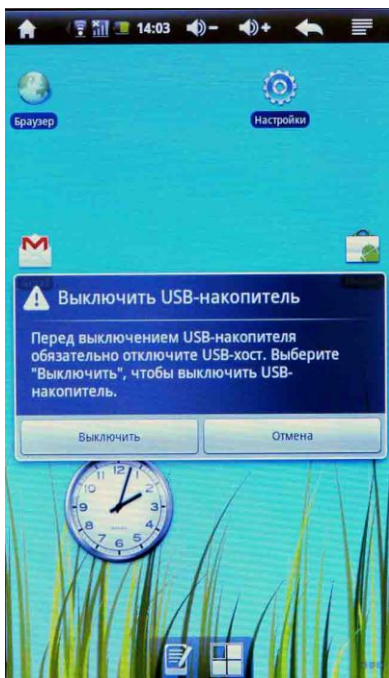 14:03
Браузер
Настройки
Выключить USB-накопитель
Перед выключением USB-накопителя
обязательно отключите USB-хост. Выберите
"Выключить", чтобы выключить USB-
накопитель.
Выключить
Отмена